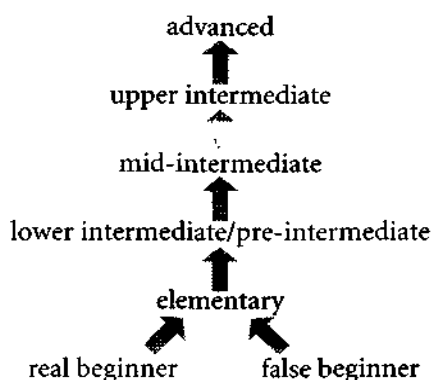 advanced
upper intermediate
mid-intermediate
lower intermediate/pre-intermediate
elementary
real beginner false beginner